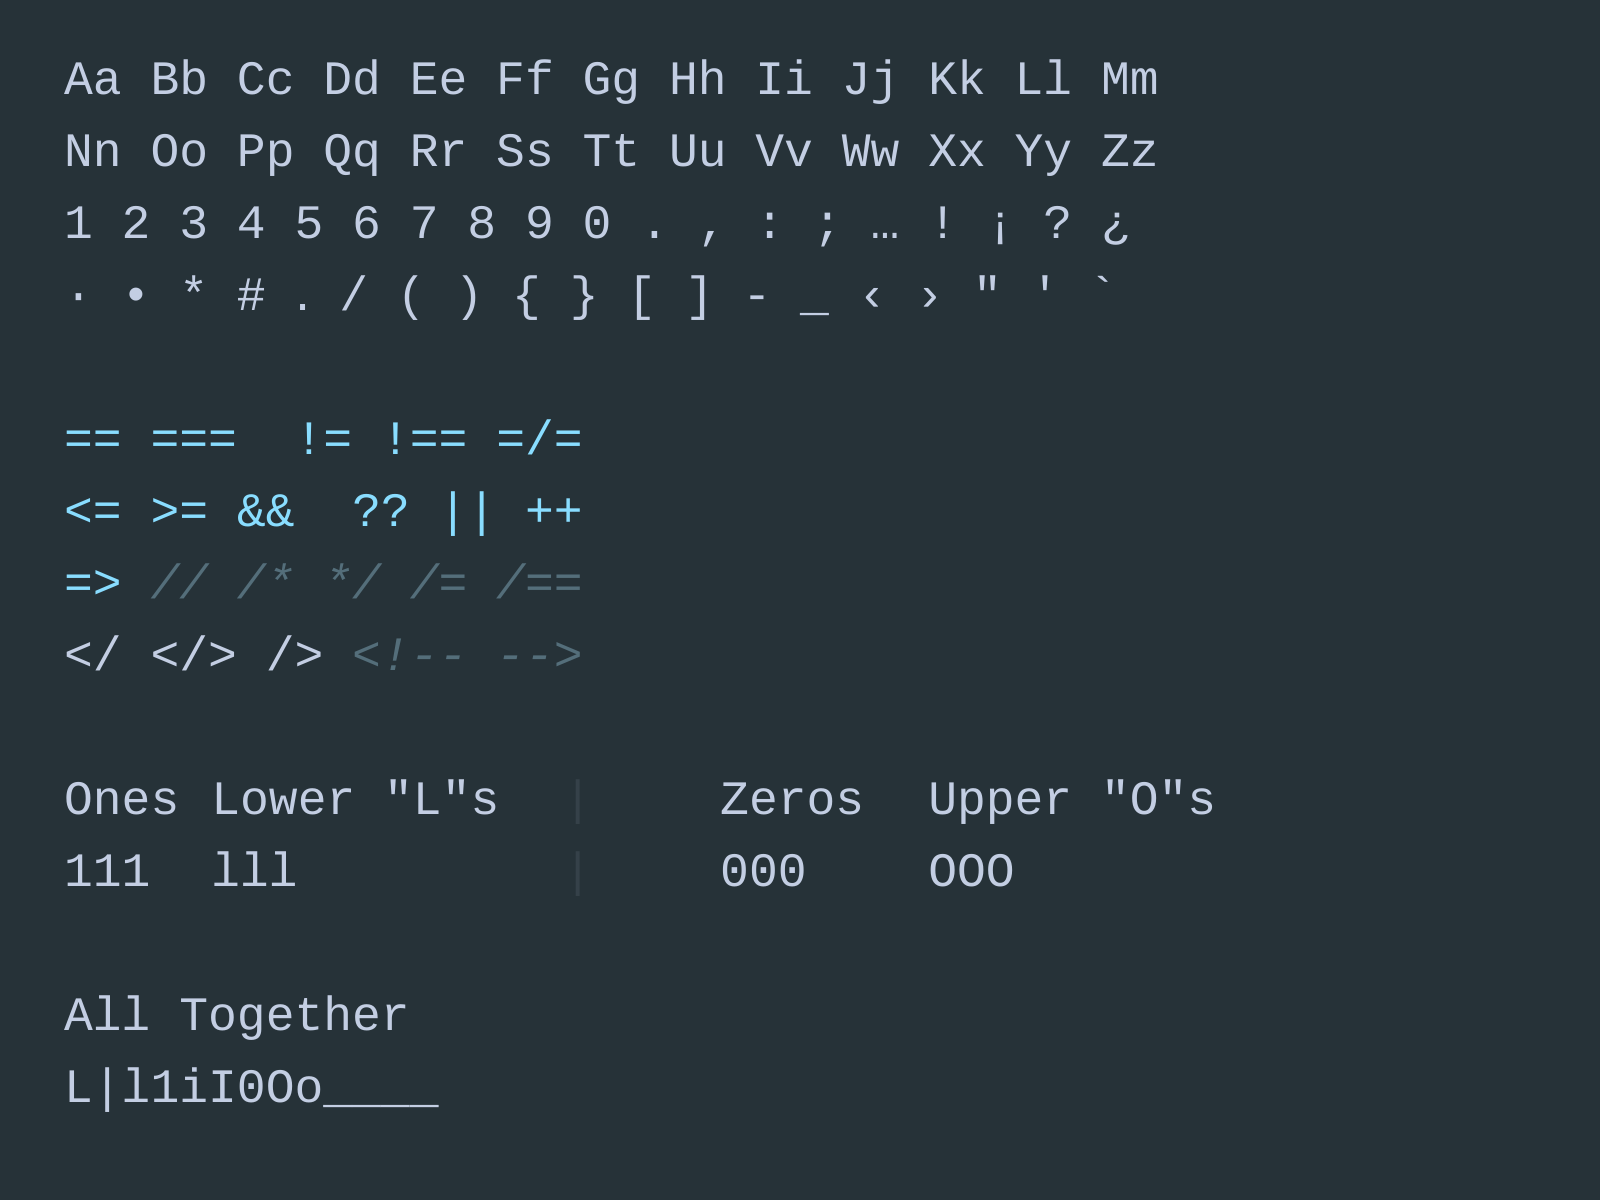 Aa Bb Cc Dd Ee Ff Gg Hh Ii Jj Kk Ll Mm
Nn Oo Pp Qq Rr Ss Tt Uu Vv Ww Xx Yy Zz
1 2 3 4 5 6 7 8 9 0 . , : ; … ! ¡ ? ¿
· • * # . / ( ) { } [ ] - _ ‹ › " ' `
== ===  != !== =/=
<= >= &&  ?? || ++
=> // /* */ /= /==
</ </> /> <!-- -->
Ones Lower "L"s  |  Zeros  Upper "O"s
111  lll  |  000  OOO
All Together
L|l1iI0Oo____